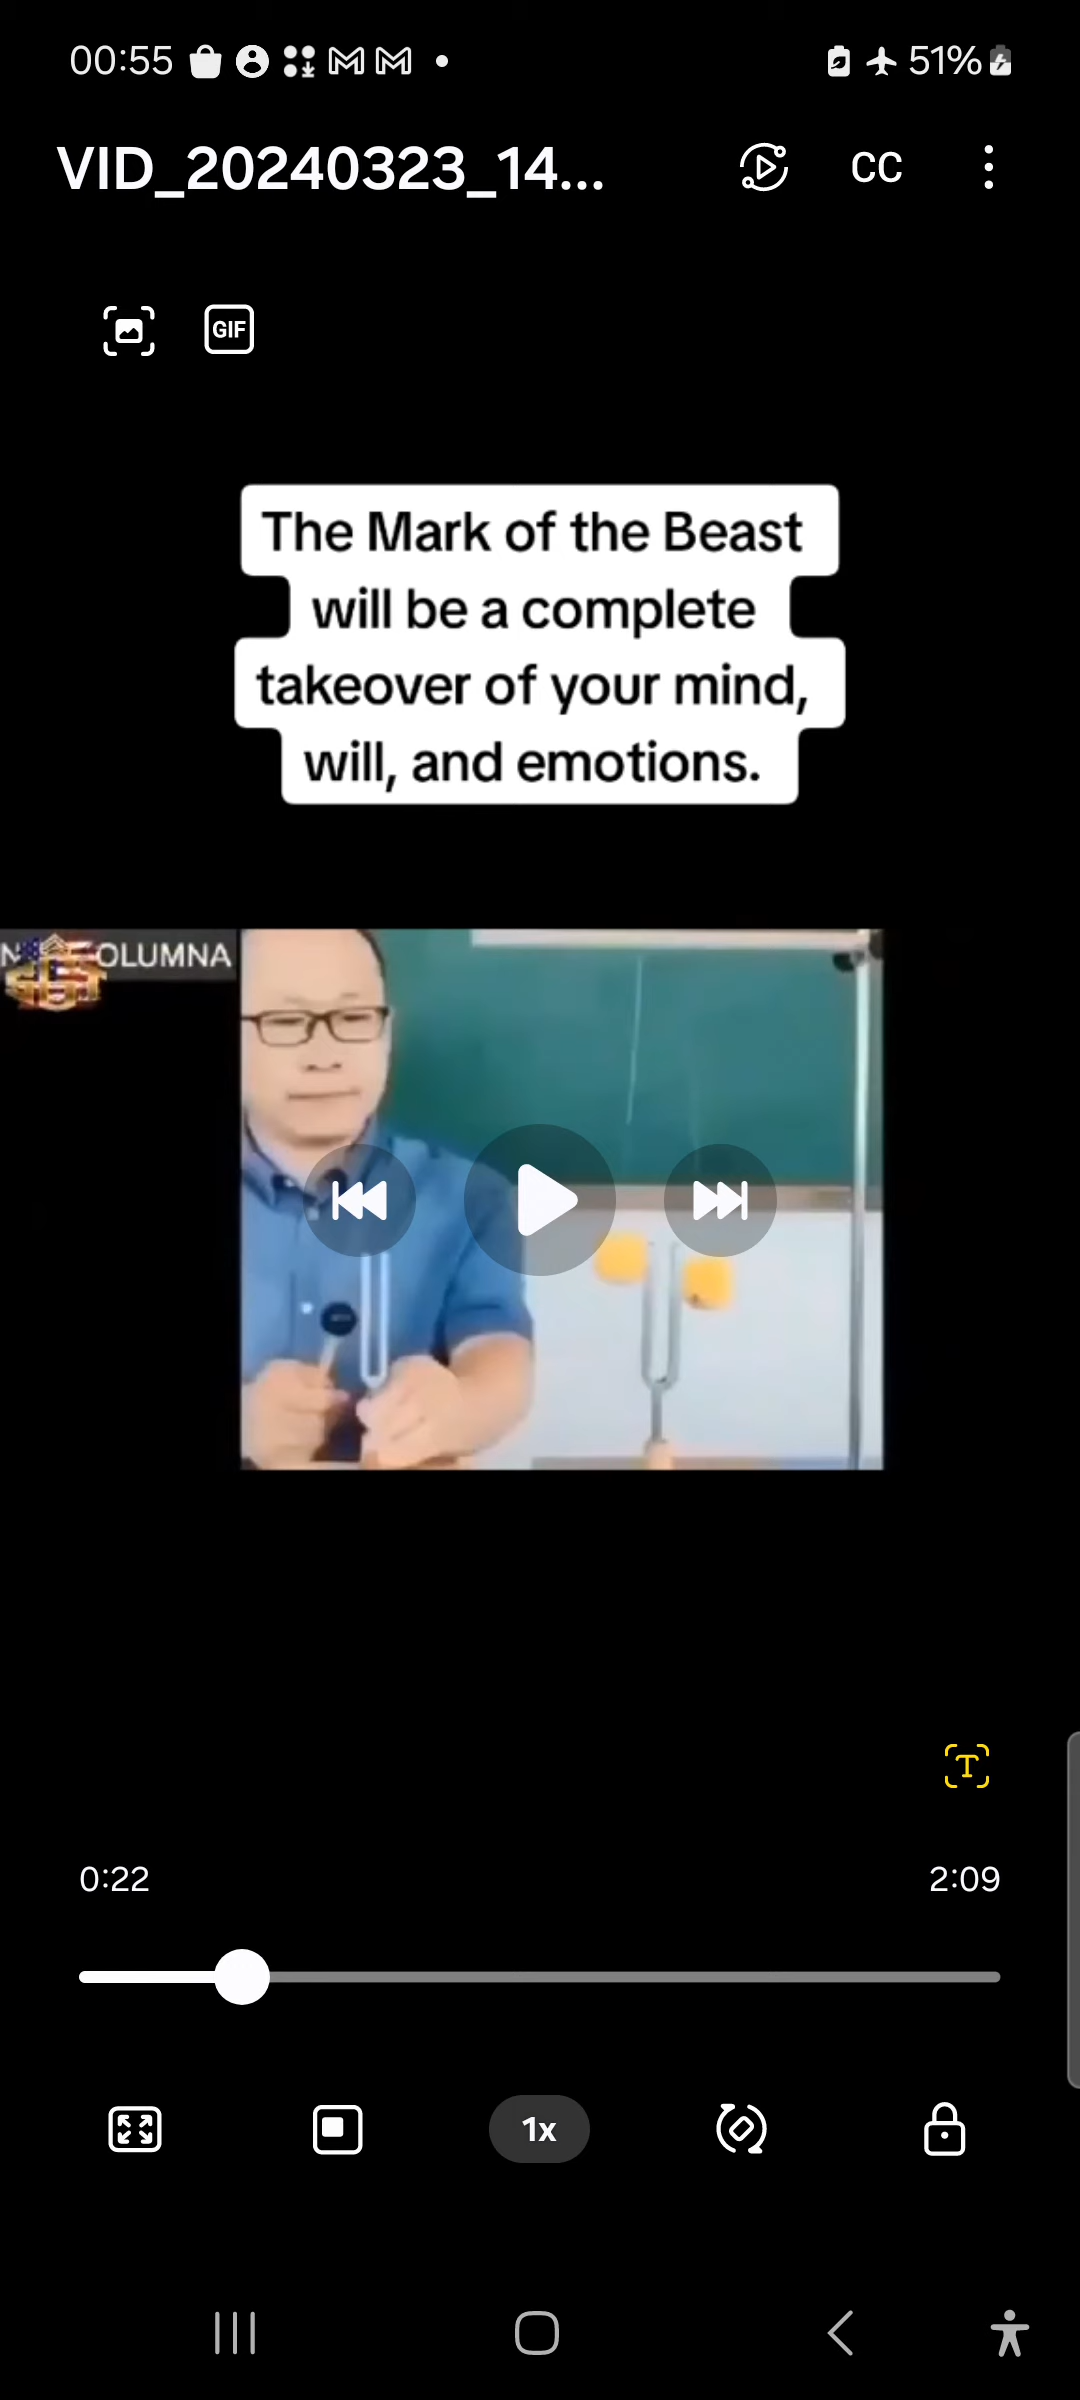 00:55
51%
VID_20240323_14...
CC
GIF
The Mark of the Beast
will be a complete
takeover of your mind,
will, and emotions.
OLUMNA
T
0:22
2:09
1x